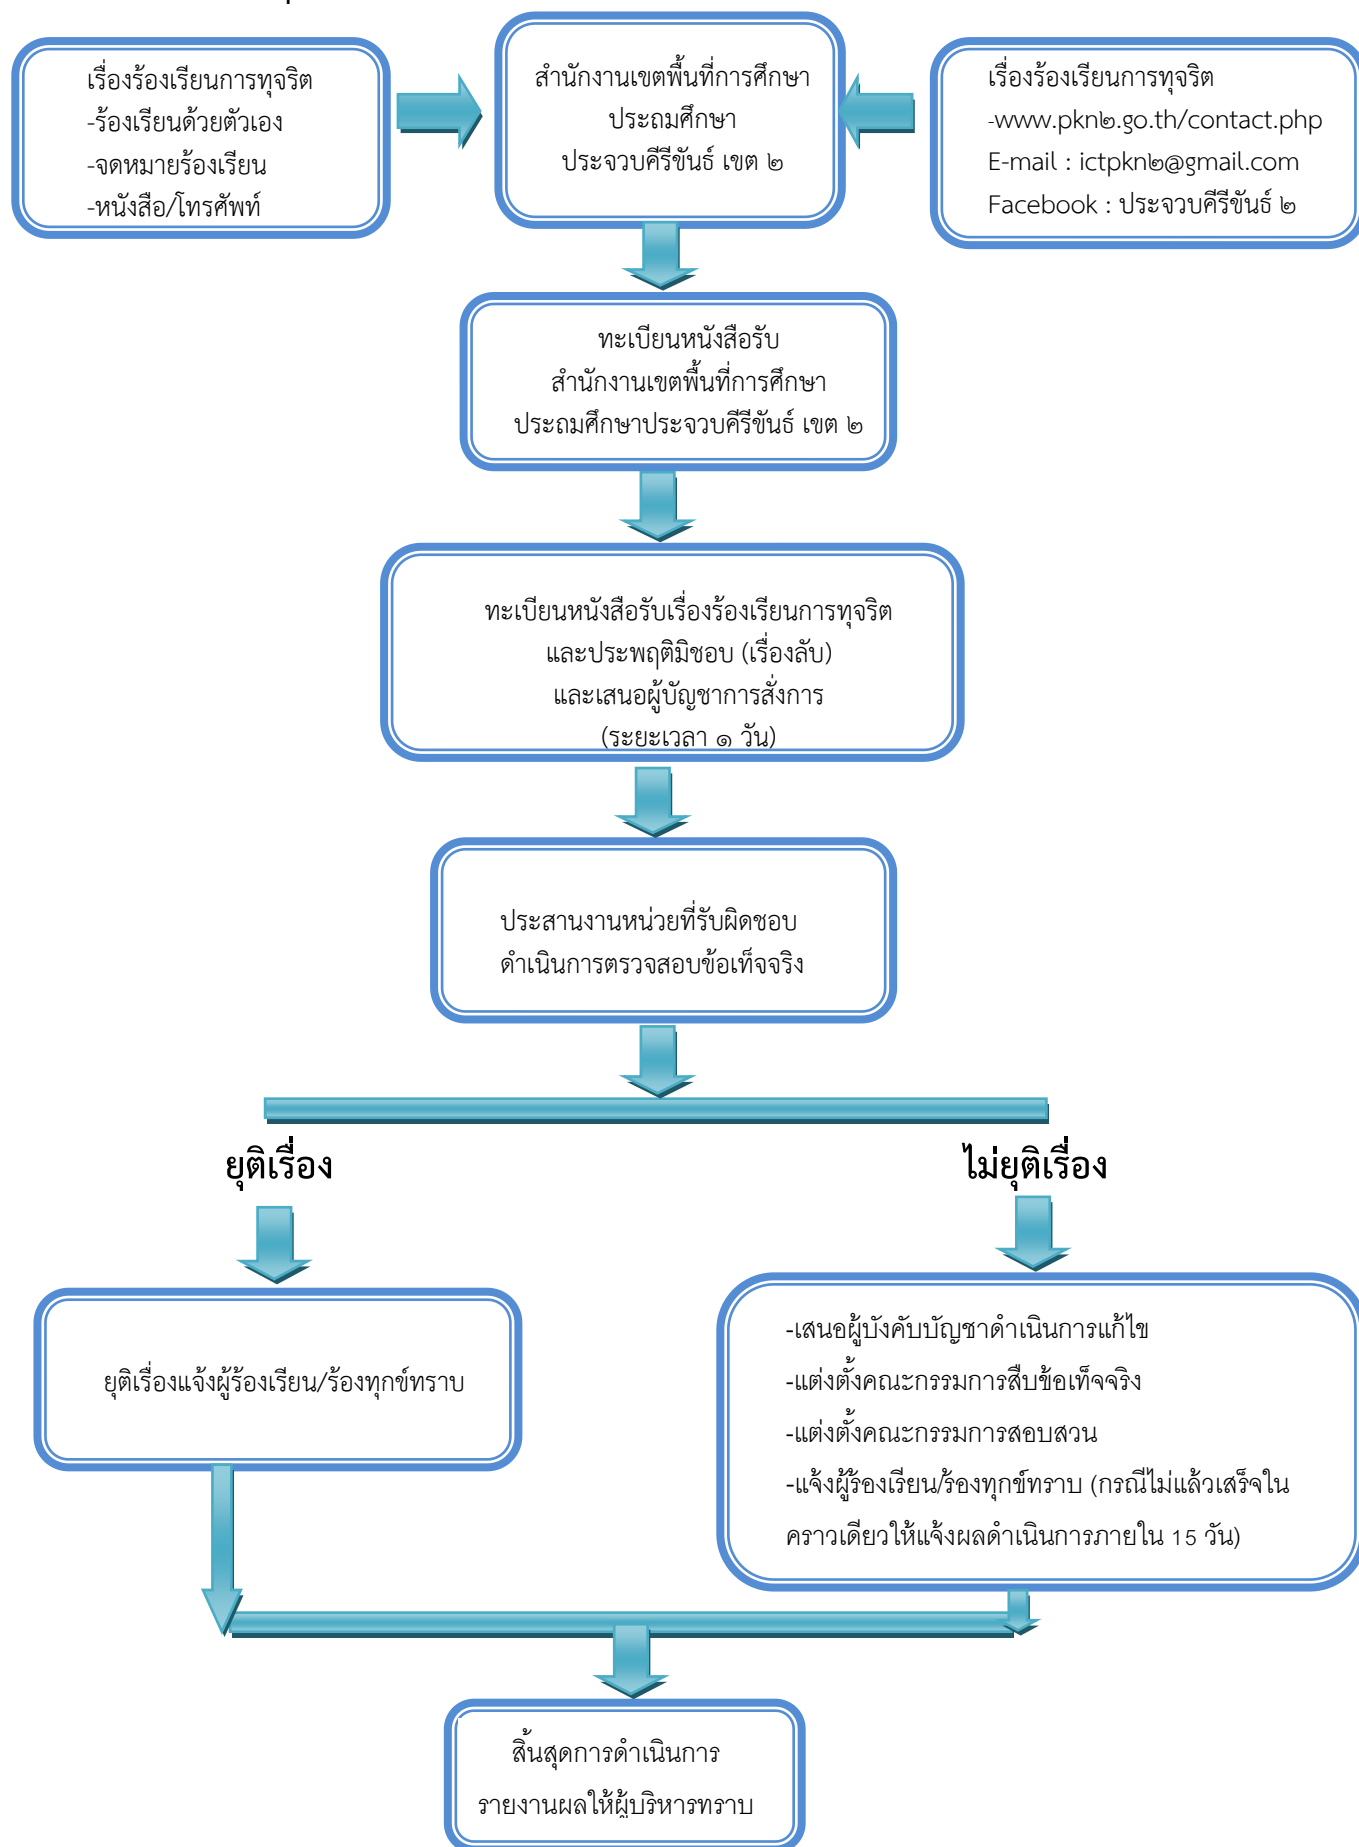 เรื่องร้องเรียนการทุจริต
-ร้องเรียนด้วยตัวเอง
-จดหมายร้องเรียน
-หนังสือ/โทรศัพท์
สำนักงานเขตพื้นที่การศึกษา
ประถมศึกษา
ประจวบคีรีขันธ์ เขต ๒
เรื่องร้องเรียนการทุจริต
-www.pkn๒.go.th/contact.php
E-mail : ictpkn๒@gmail.com
Facebook : ประจวบคีรีขันธ์ ๒
ทะเบียนหนังสือรับ
สำนักงานเขตพื้นที่การศึกษา
ประถมศึกษาประจวบคีรีขันธ์ เขต ๒
ทะเบียนหนังสือรับเรื่องร้องเรียนการทุจริต
และประพฤติมิชอบ (เรื่องลับ)
และเสนอผู้บัญชาการสั่งการ
(ระยะเวลา ๑ วัน)
ประสานงานหน่วยที่รับผิดชอบ
ดำเนินการตรวจสอบข้อเท็จจริง
ยุติเรื่อง
ไม่ยุติเรื่อง
ยุติเรื่องแจ้งผู้ร้องเรียน/ร้องทุกข์ทราบ
-เสนอผู้บังคับบัญชาดำเนินการแก้ไข
-แต่งตั้งคณะกรรมการสืบข้อเท็จจริง
-แต่งตั้งคณะกรรมการสอบสวน
-แจ้งผู้ร้องเรียน/ร้องทุกข์ทราบ (กรณีไม่แล้วเสร็จใน
คราวเดียวให้แจ้งผลดำเนินการภายใน 15 วัน)
สิ้นสุดการดำเนินการ
รายงานผลให้ผู้บริหารทราบ